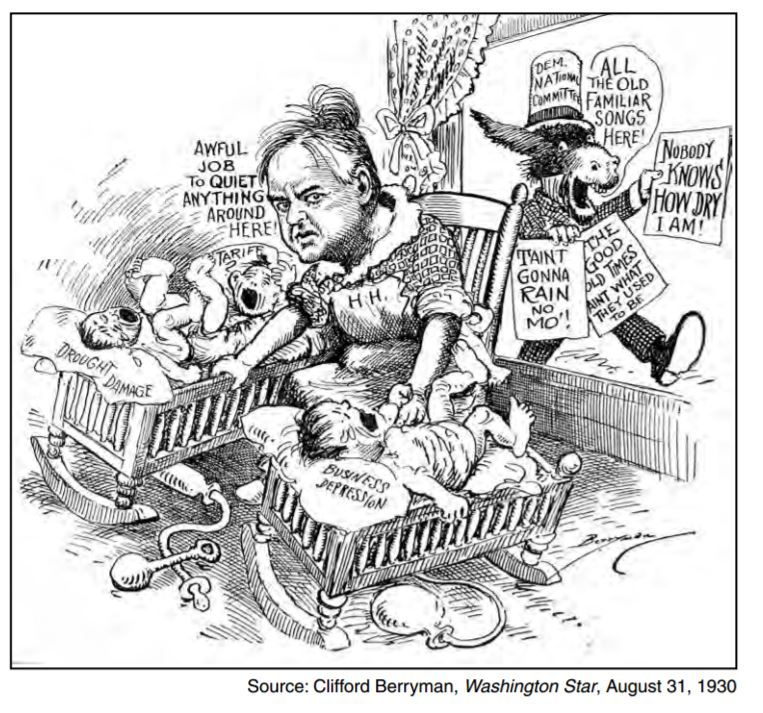 AWFUL
JOB
TO QUIET
ANYTHING
AROUND
HERE!
TARIFF
DROUGHT DAMAGE
H.H.
BUSINESS
DEPRESSION
DEM.
NATIONAL
COMMITTEE
ALL
THE OLD
FAMILIAR
SONGS
HERE!
NOBODY
KNOWS
HOW DRY
I AM!
'TAINT
GONNA
RAIN
NO
MO'!
THE
GOOD
OLD TIMES
AINT WHAT
THEY USED
TO BE
Berryman
Source: Clifford Berryman, Washington Star, August 31, 1930